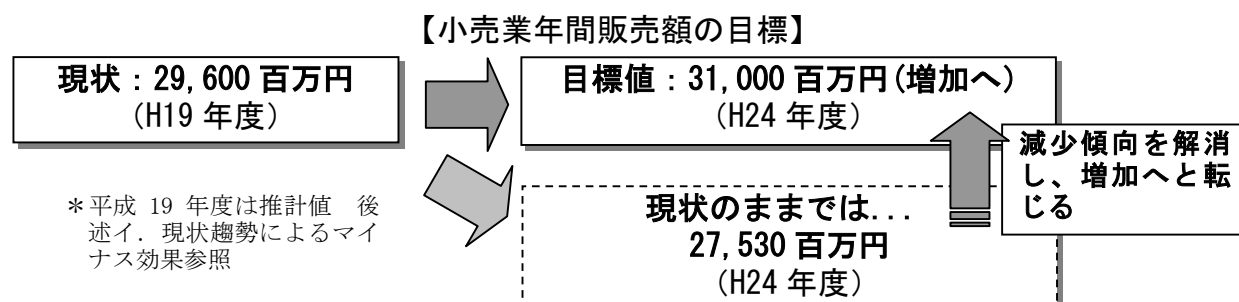 【小売業年間販売額の目標】
現状：29,600 百万円
（H19 年度）
目標値：31,000 百万円(増加へ)
（H24 年度）
減少傾向を解消
し、増加へと転
じる
＊平成 19 年度は推計値　後
述イ．現状趨勢によるマイ
ナス効果参照
現状のままでは...
27,530 百万円
（H24 年度）